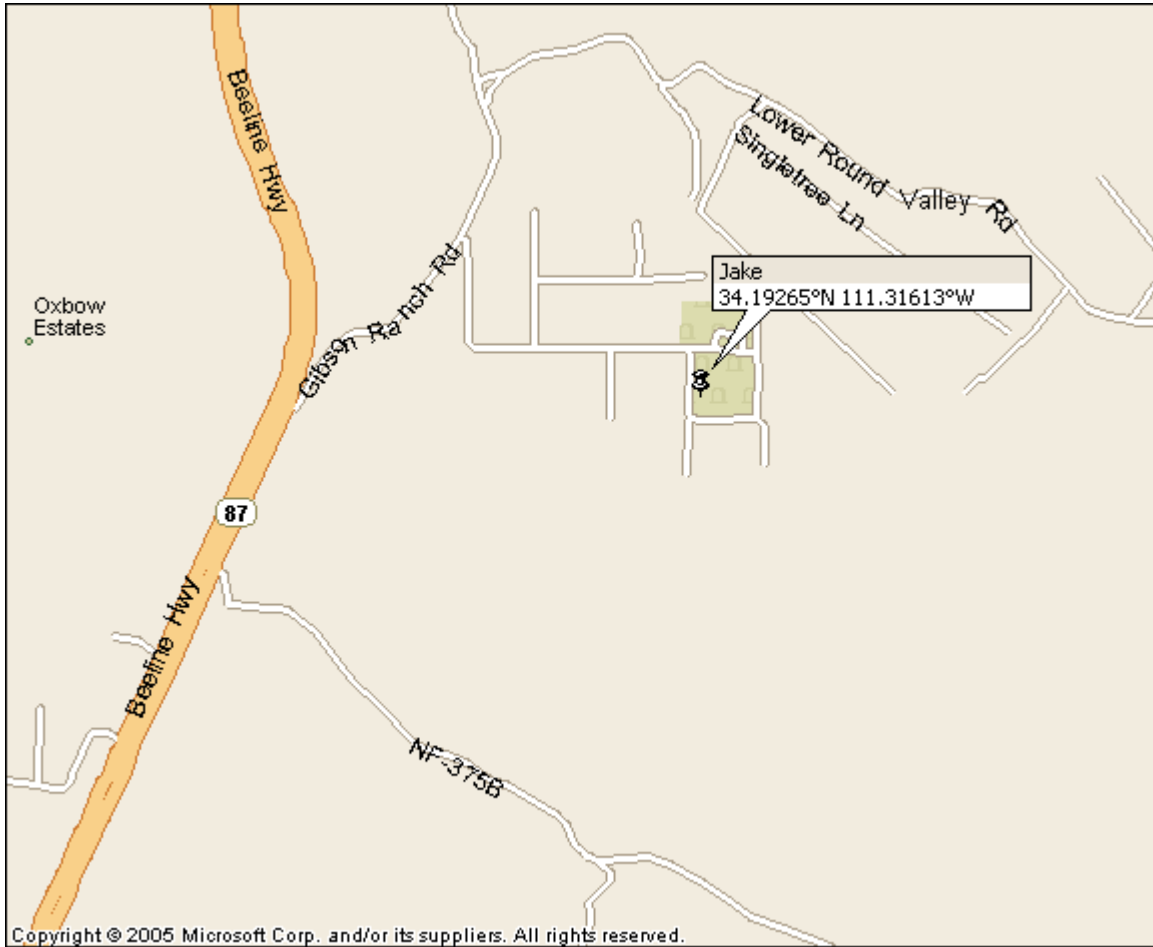 Beeline Hwy
Lower Round Valley Rd
Singletree Ln
Gibson Ranch Rd
Jake
34.19265°N 111.31613°W
Oxbow
Estates
87
Beeline Hwy
NF-375B
Copyright © 2005 Microsoft Corp. and/or its suppliers. All rights reserved.